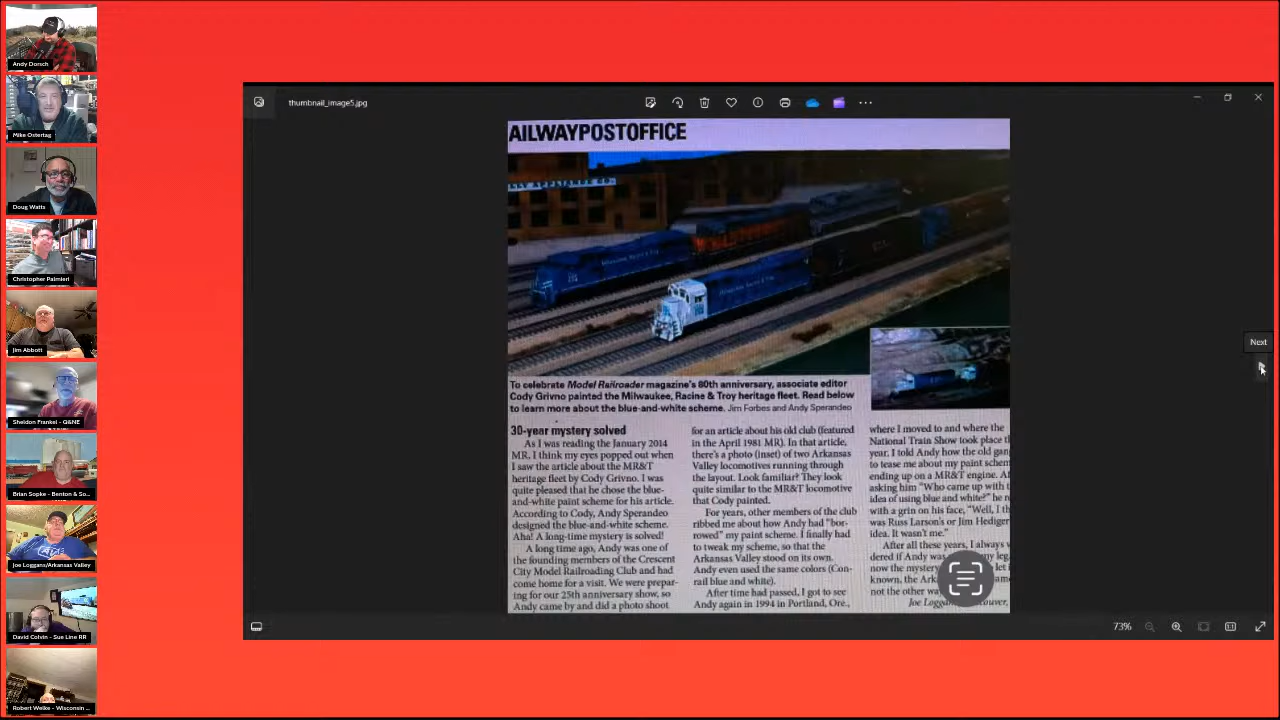 Andy Dorsch
Mike Ostertag
Doug Watts
Christopher Palmieri
Jim Abbott
Sheldon Frankel - Q&NE
Brian Sopke - Benton & So...
Joe Loggans/Arkansas Valley
David Colvin - Sue Line RR
Robert Welke - Wisconsin ...
thumbnail_image5.jpg
AILWAYPOSTOFFICE
To celebrate Model Railroader magazine's 80th anniversary, associate editor
Cody Grivno painted the Milwaukee, Racine & Troy heritage fleet. Read below
to learn more about the blue-and-white scheme. Jim Forbes and Andy Sperandeo
30-year mystery solved
As I was reading the January 2014
MR, I think my eyes popped out when
I saw the article about the MR&T
heritage fleet by Cody Grivno. I was
quite pleased that he chose the blue-
and-white paint scheme for his article.
According to Cody, Andy Sperandeo
designed the blue-and-white scheme.
Aha! A long-time mystery is solved!
A long time ago, Andy was one of
the founding members of the Crescent
City Model Railroading Club and had
come home for a visit. We were prepar-
ing for our 25th anniversary show, so
Andy came by and did a photo shoot
for an article about his old club (featured
in the April 1981 MR). In that article,
there's a photo (inset) of two Arkansas
Valley locomotives running through
the layout. Look familiar? They look
quite similar to the MR&T locomotive
that Cody painted.
For years, other members of the club
ribbed me about how Andy had "bor-
rowed" my paint scheme. I finally had
to tweak my scheme, so that the
Arkansas Valley stood on its own.
Andy even used the same colors (Con-
rail blue and white).
After time had passed, I got to see
Andy again in 1994 in Portland, Ore.,
where I moved to and where the
National Train Show took place
year. I told Andy how the old
to tease me about my paint
ending up on a MR&T engine.
asking him "Who came up with
idea of using blue and white?" he
with a grin on his face, "Well, I
was Russ Larson's or Jim Hediger
idea. It wasn't me."
After all these years, I always
dered if Andy was my leg
now the mystery let
known, the
not the other
Joe
Next
73%